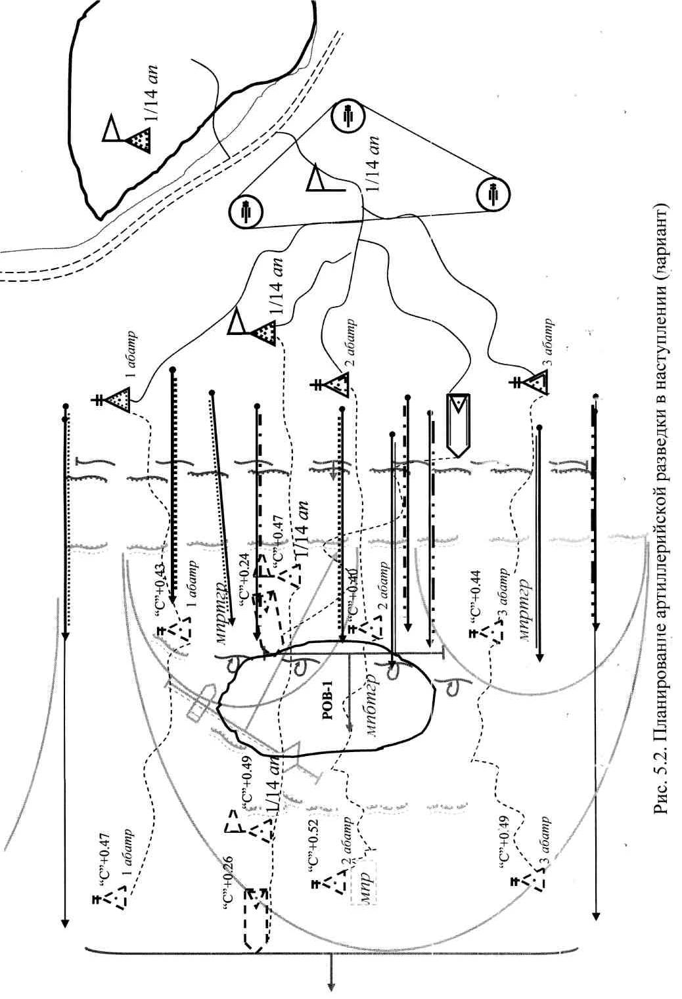 “С”+0.47
1 абатр
1 абатр
1/14 ап
“С”+0.43
1 абатр
мпртгр
“С”+0.26
“С”+0.49
1/14 ап
“С”+0.24
“С”+0.47
1/14 ап
1/14 ап
“С”+0.52
2 абатр
мпр
РОВ-1
мпбтгр
“С”+0.40
2 абатр
2 абатр
1/14 ап
“С”+0.44
3 абатр
мпртгр
“С”+0.49
3 абатр
3 абатр
Рис. 5.2. Планирование артиллерийской разведки в наступлении (вариант)